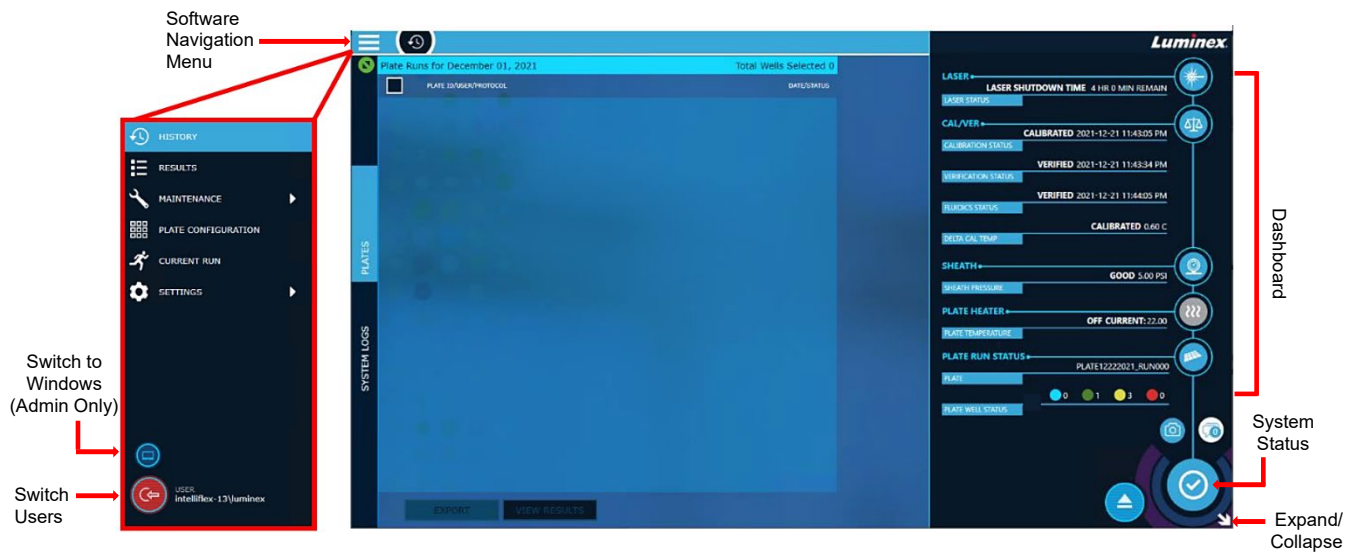 Software
Navigation
Menu
HISTORY
RESULTS
MAINTENANCE
PLATE CONFIGURATION
CURRENT RUN
SETTINGS
Switch to
Windows
(Admin Only)
Switch
Users
USER
intelliflex-13\luminex
Plate Runs for December 01, 2021
Total Wells Selected 0
PLATE ID/USER/PROTOCOL
DATE/STATUS
PLATES
SYSTEM LOGS
EXPORT
VIEW RESULTS
Luminex
LASER
LASER SHUTDOWN TIME 4 HR 0 MIN REMAIN
LASER STATUS
CAL/VER
CALIBRATED 2021-12-21 11:43:05 PM
CALIBRATION STATUS
VERIFIED 2021-12-21 11:43:34 PM
VERIFICATION STATUS
VERIFIED 2021-12-21 11:44:05 PM
FLUIDICS STATUS
CALIBRATED 0.60 C
DELTA CAL TEMP
SHEATH
GOOD 5.00 PSI
SHEATH PRESSURE
PLATE HEATER
OFF CURRENT: 22.00
PLATE TEMPERATURE
PLATE RUN STATUS
PLATE12222021_RUN000
PLATE
0 1 3 0
PLATE WELL STATUS
0
Dashboard
System
Status
Expand/
Collapse